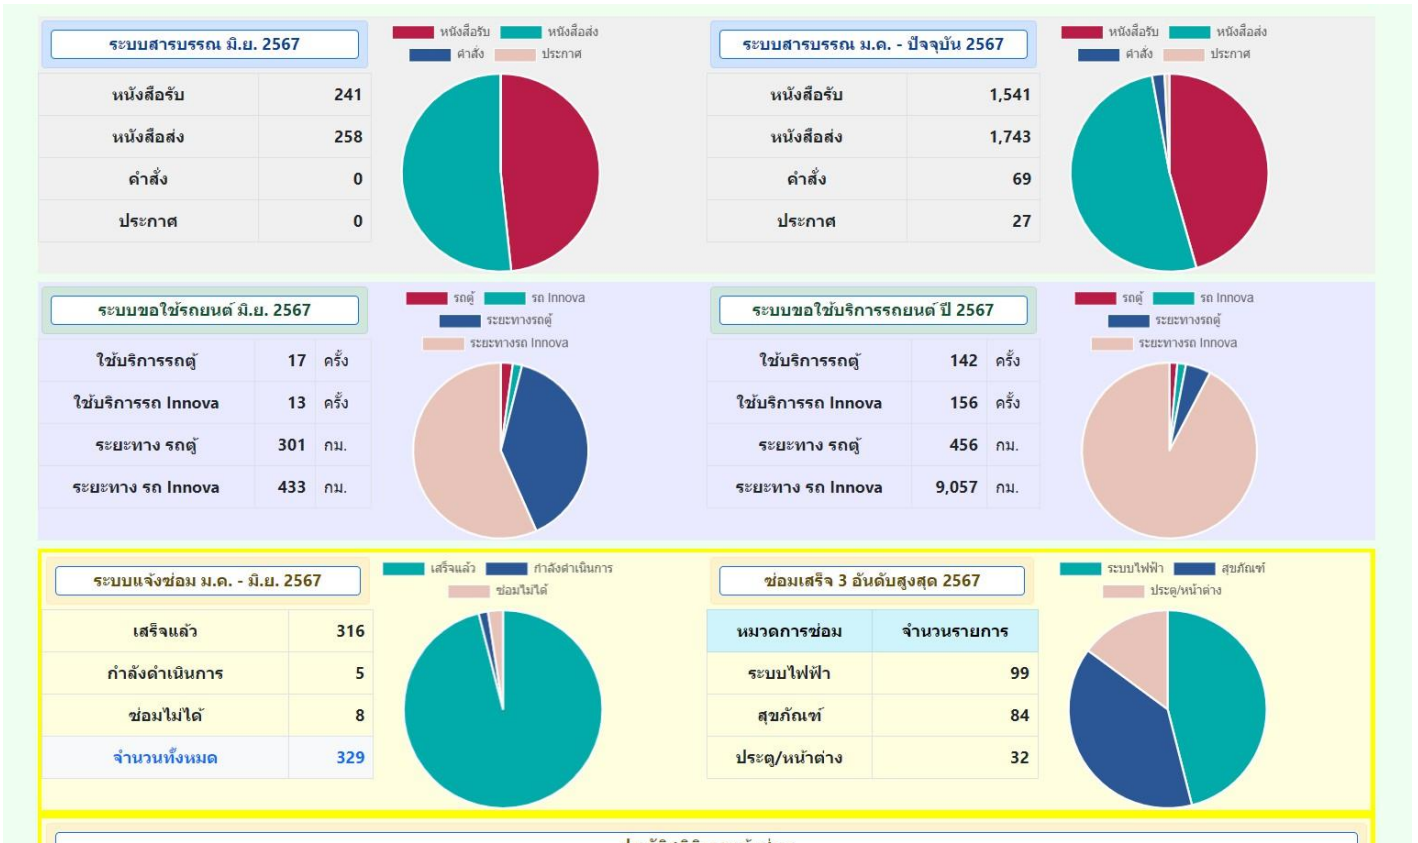 ระบบสารบรรณ มิ.ย. 2567
หนังสือรับ 241
หนังสือส่ง 258
คำสั่ง 0
ประกาศ 0
หนังสือรับ หนังสือส่ง
คำสั่ง ประกาศ
ระบบสารบรรณ ม.ค. - ปัจจุบัน 2567
หนังสือรับ 1,541
หนังสือส่ง 1,743
คำสั่ง 69
ประกาศ 27
หนังสือรับ หนังสือส่ง
คำสั่ง ประกาศ
ระบบขอใช้รถยนต์ มิ.ย. 2567
ใช้บริการรถตู้ 17 ครั้ง
ใช้บริการรถ Innova 13 ครั้ง
ระยะทาง รถตู้ 301 กม.
ระยะทาง รถ Innova 433 กม.
รถตู้ รถ Innova
ระยะทางรถตู้
ระยะทางรถ Innova
ระบบขอใช้บริการรถยนต์ ปี 2567
ใช้บริการรถตู้ 142 ครั้ง
ใช้บริการรถ Innova 156 ครั้ง
ระยะทาง รถตู้ 456 กม.
ระยะทาง รถ Innova 9,057 กม.
รถตู้ รถ Innova
ระยะทางรถตู้
ระยะทางรถ Innova
ระบบแจ้งซ่อม ม.ค. - มิ.ย. 2567
เสร็จแล้ว 316
กำลังดำเนินการ 5
ซ่อมไม่ได้ 8
จำนวนทั้งหมด 329
เสร็จแล้ว กำลังดำเนินการ
ซ่อมไม่ได้
ซ่อมเสร็จ 3 อันดับสูงสุด 2567
หมวดการซ่อม จำนวนรายการ
ระบบไฟฟ้า 99
สุขภัณฑ์ 84
ประตู/หน้าต่าง 32
ระบบไฟฟ้า สุขภัณฑ์
ประตู/หน้าต่าง